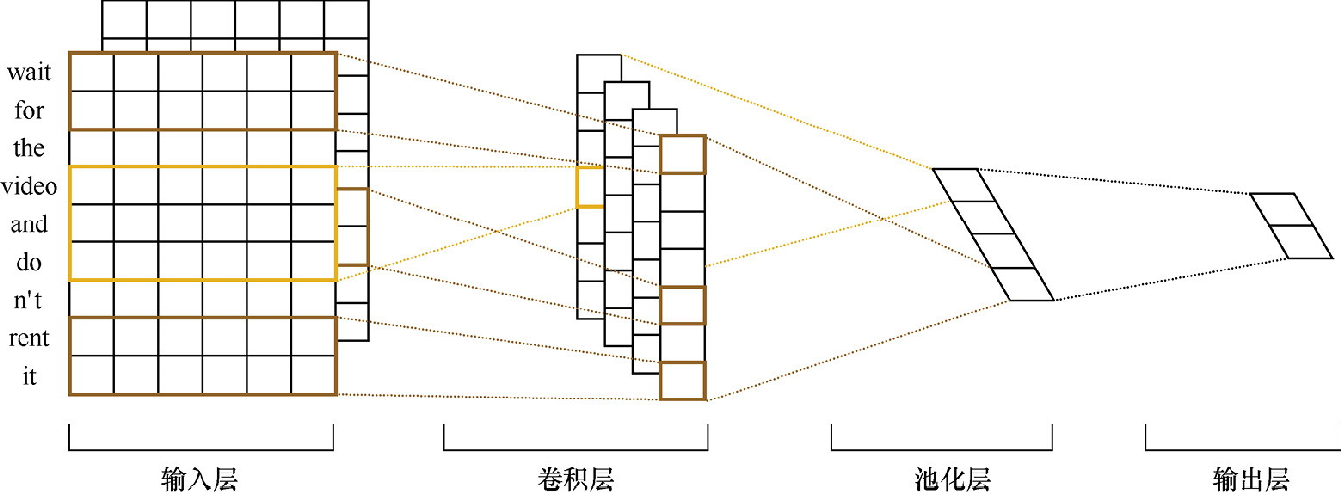 wait
for
the
video
and
do
n't
rent
it
输入层
卷积层
池化层
输出层